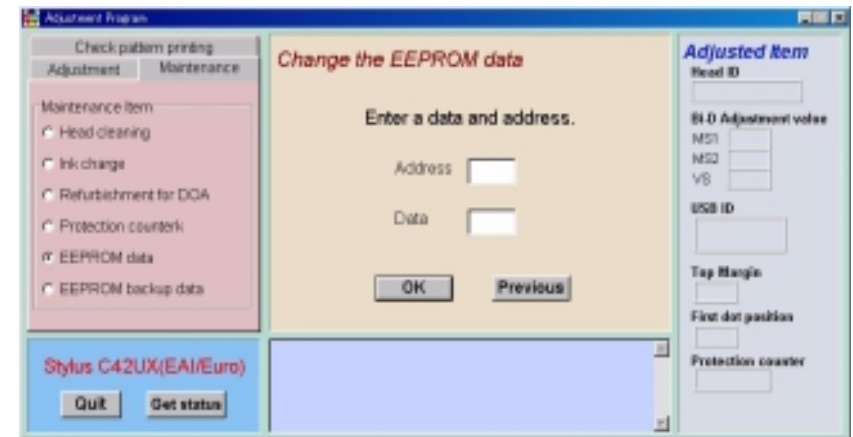 Adjustment Program
Check pattern printing
Adjustment Maintenance
Maintenance Item
Head cleaning
Ink charge
Refurbishment for DOA
Protection counterk
EEPROM data
EEPROM backup data
Stylus C42UX(EAI/Euro)
Quit Get status
Change the EEPROM data
Enter a data and address.
Address
Data
OK Previous
Adjusted Item
Head ID
Bi-D Adjustment value
MS1
MS2
VS
USB ID
Top Margin
First dot position
Protection counter